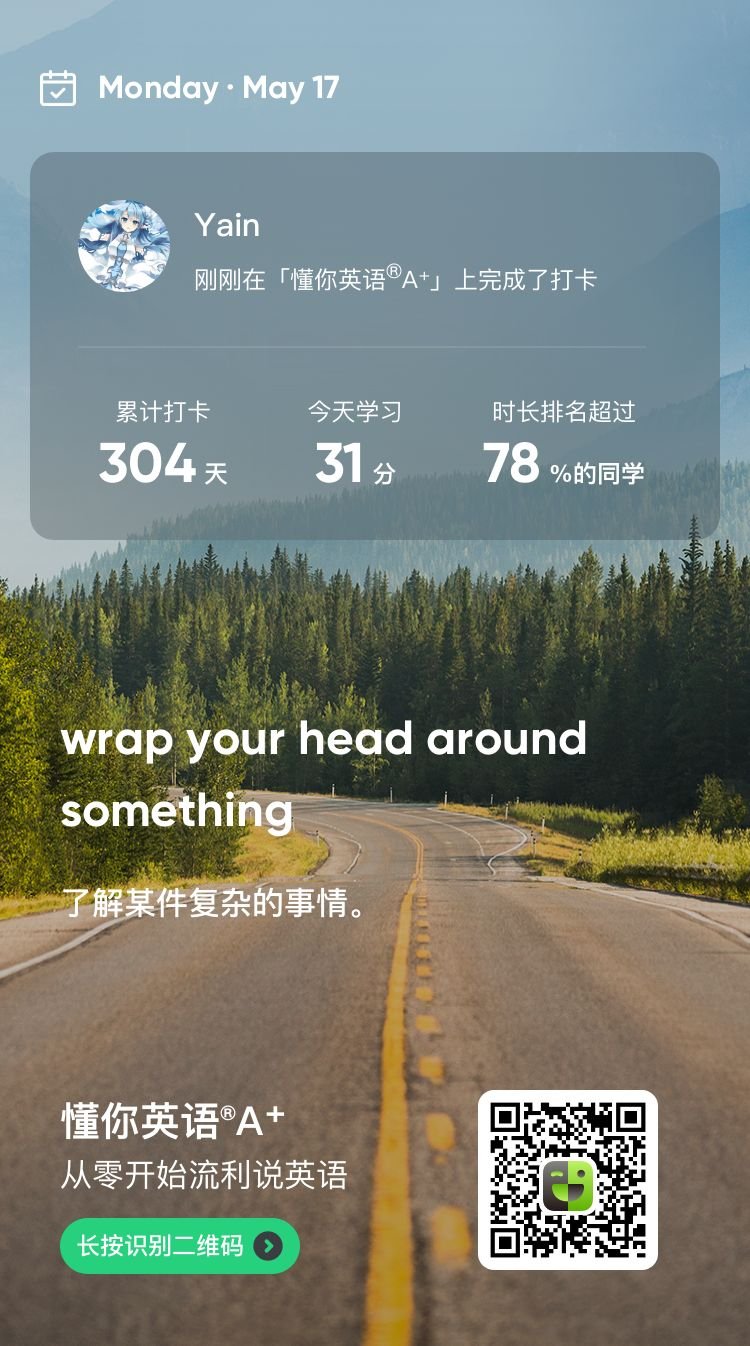 Monday · May 17
Yain
刚刚在「懂你英语®A⁺」上完成了打卡
累计打卡 今天学习 时长排名超过
304 天 31 分 78 %的同学
wrap your head around
something
了解某件复杂的事情。
懂你英语®A⁺
从零开始流利说英语
长按识别二维码